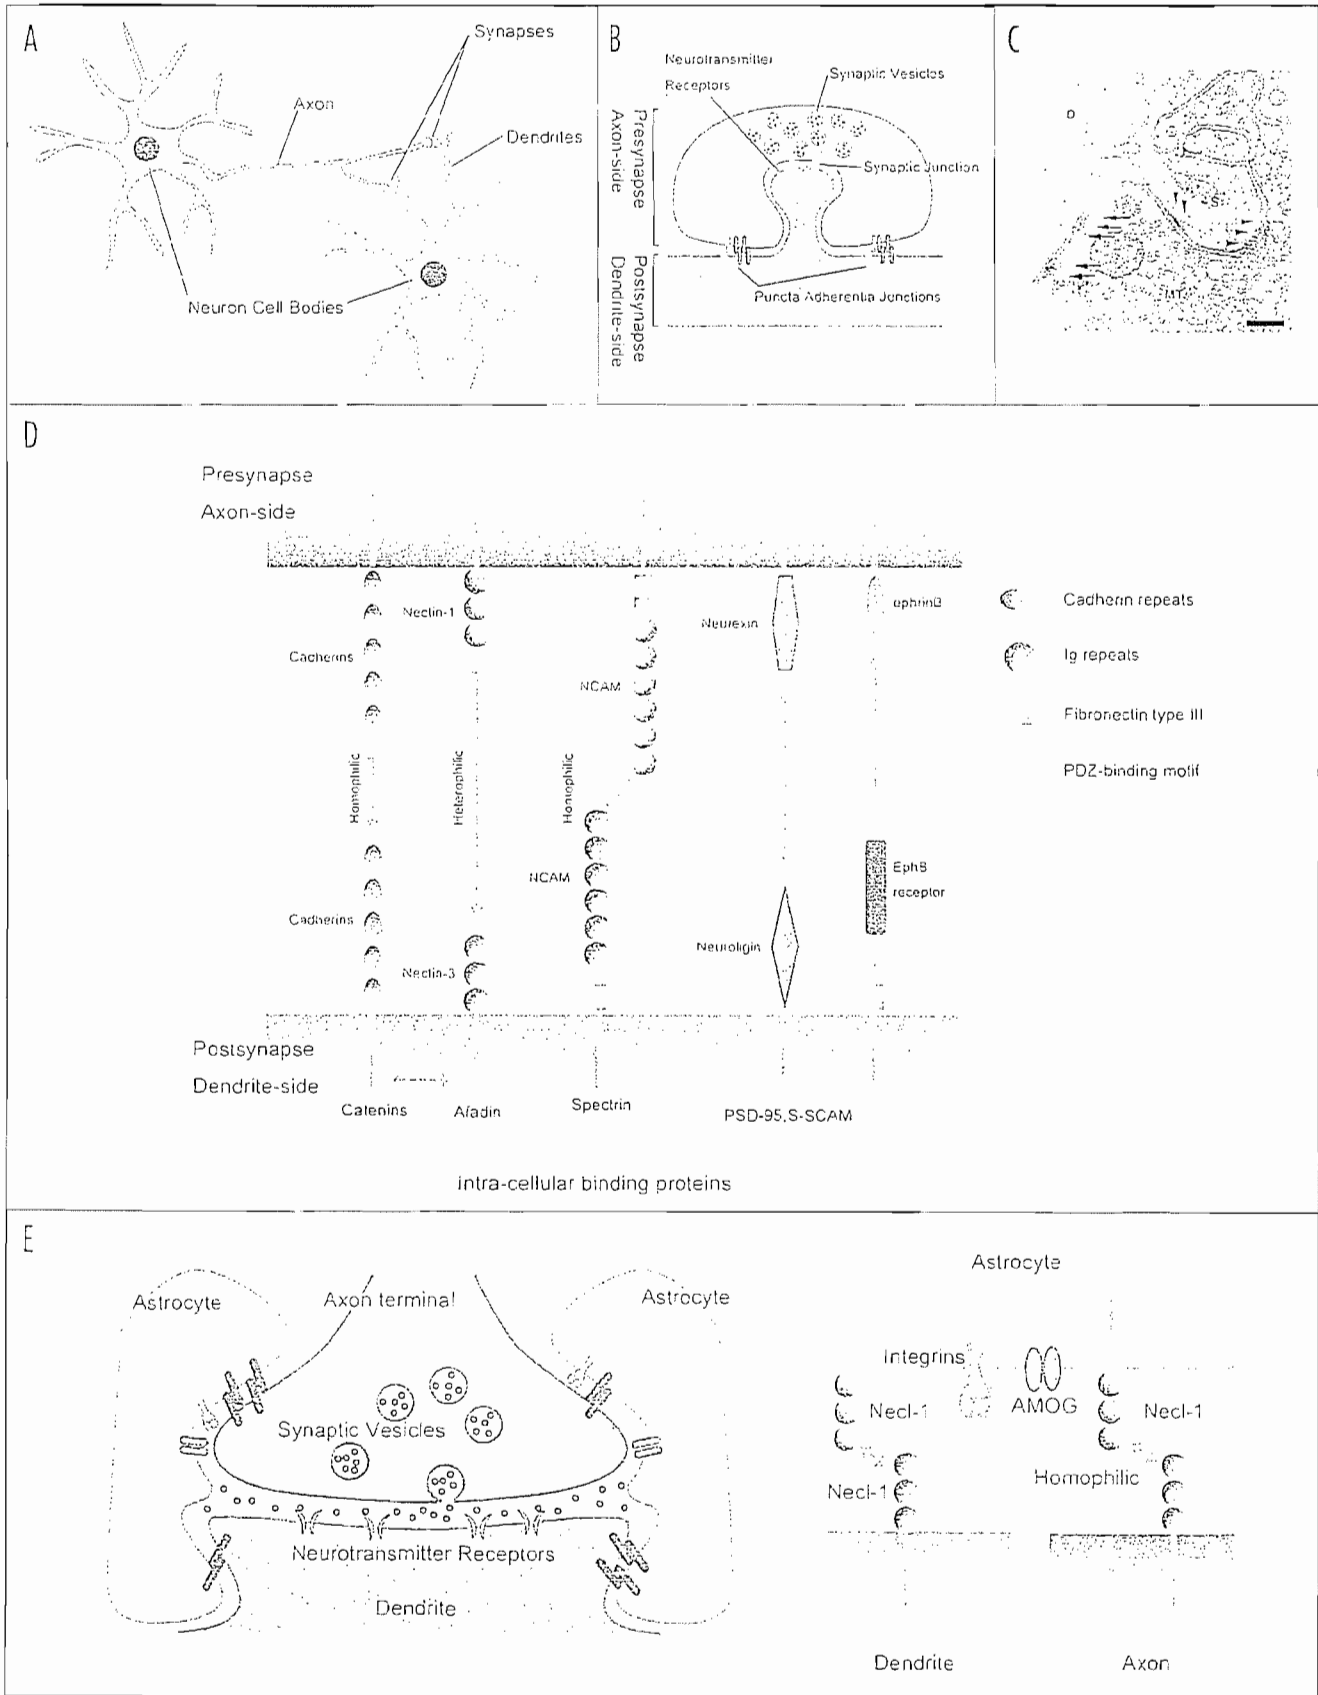 A
Synapses
Axon
Dendrites
Neuron Cell Bodies
B
Neurotransmitter
Receptors
Synaptic Vesicles
Presynapse
Axon-side
Synaptic Junction
Postsynapse
Dendrite-side
Puncta Adherentia Junctions
C
S
MT
D
Presynapse
Axon-side
Nectin-1
Cadherins
NCAM
Neurexin
ephrinB
Cadherin repeats
Ig repeats
Fibronectin type III
PDZ-binding motif
Homophilic
Heterophilic
Homophilic
NCAM
Cadherins
Nectin-3
Neuroligin
EphB
receptor
Postsynapse
Dendrite-side
Catenins
Afadin
Spectrin
PSD-95,S-SCAM
intra-cellular binding proteins
E
Astrocyte
Axon terminal
Astrocyte
Synaptic Vesicles
Neurotransmitter Receptors
Dendrite
Astrocyte
Integrins
AMOG
Necl-1
Necl-1
Necl-1
Homophilic
Dendrite
Axon